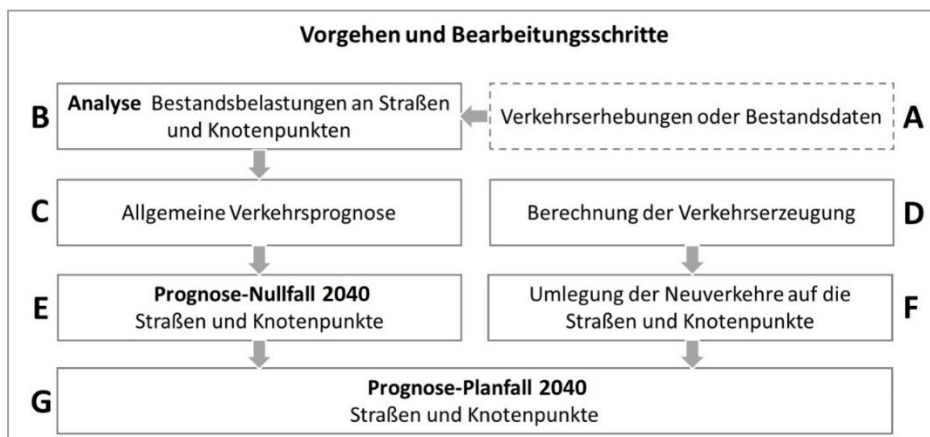 Vorgehen und Bearbeitungsschritte
B
Analyse Bestandsbelastungen an Straßen
und Knotenpunkten
Verkehrserhebungen oder Bestandsdaten
A
C
Allgemeine Verkehrsprognose
Berechnung der Verkehrserzeugung
D
E
Prognose-Nullfall 2040
Straßen und Knotenpunkte
Umlegung der Neuverkehre auf die
Straßen und Knotenpunkte
F
G
Prognose-Planfall 2040
Straßen und Knotenpunkte